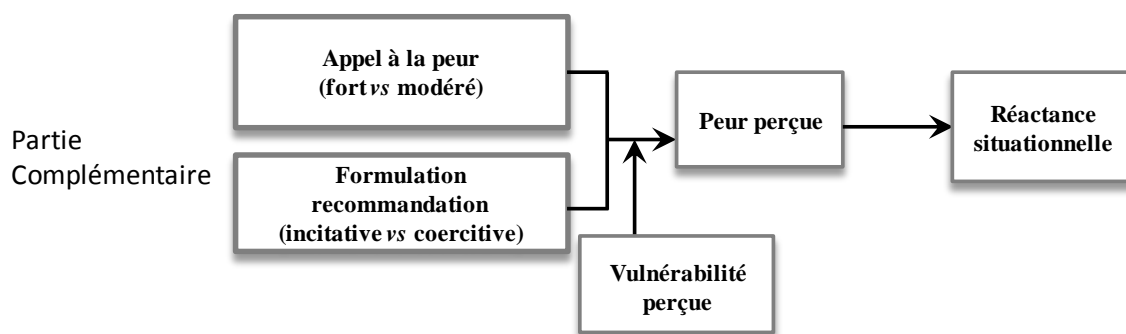 Partie
Complémentaire
Appel à la peur
(fort vs modéré)
Formulation
recommandation
(incitative vs coercitive)
Vulnérabilité
perçue
Peur perçue
Réactance
situationnelle